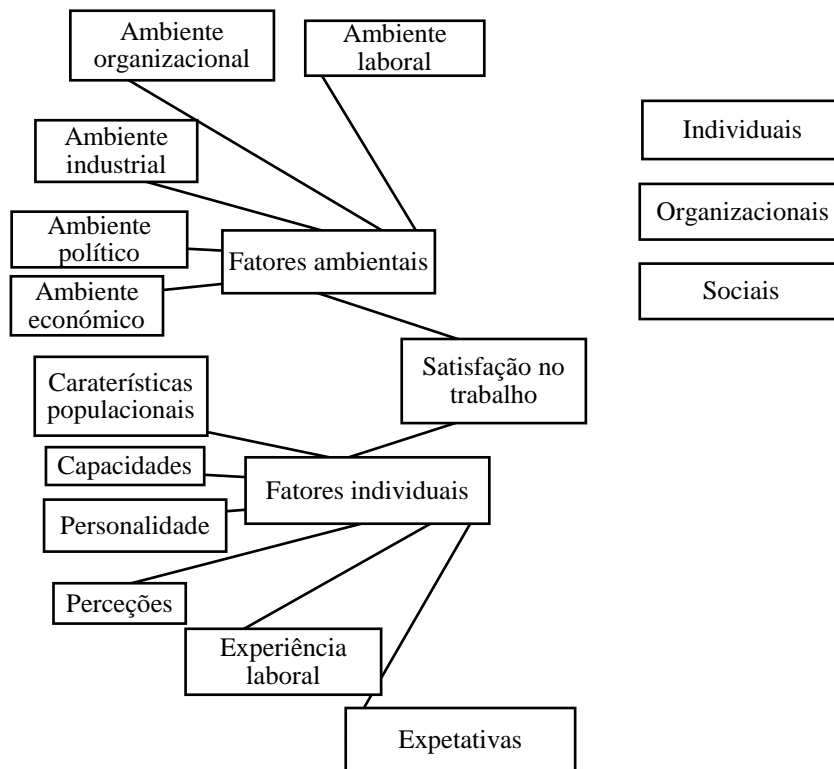 Ambiente
organizacional
Ambiente
laboral
Ambiente
industrial
Individuais
Organizacionais
Ambiente
político
Fatores ambientais
Sociais
Ambiente
económico
Satisfação no
trabalho
Caraterísticas
populacionais
Capacidades
Fatores individuais
Personalidade
Perceções
Experiência
laboral
Expetativas